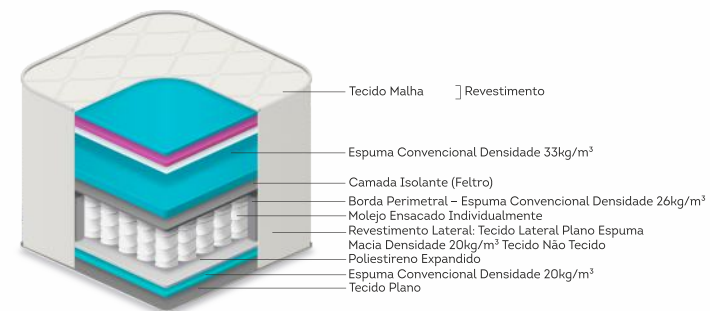 Tecido Malha
Revestimento
Espuma Convencional Densidade 33kg/m³
Camada Isolante (Feltro)
Borda Perimetral – Espuma Convencional Densidade 26kg/m³
Molejo Ensacado Individualmente
Revestimento Lateral: Tecido Lateral Plano Espuma
Macia Densidade 20kg/m³ Tecido Não Tecido
Poliestireno Expandido
Espuma Convencional Densidade 20kg/m³
Tecido Plano